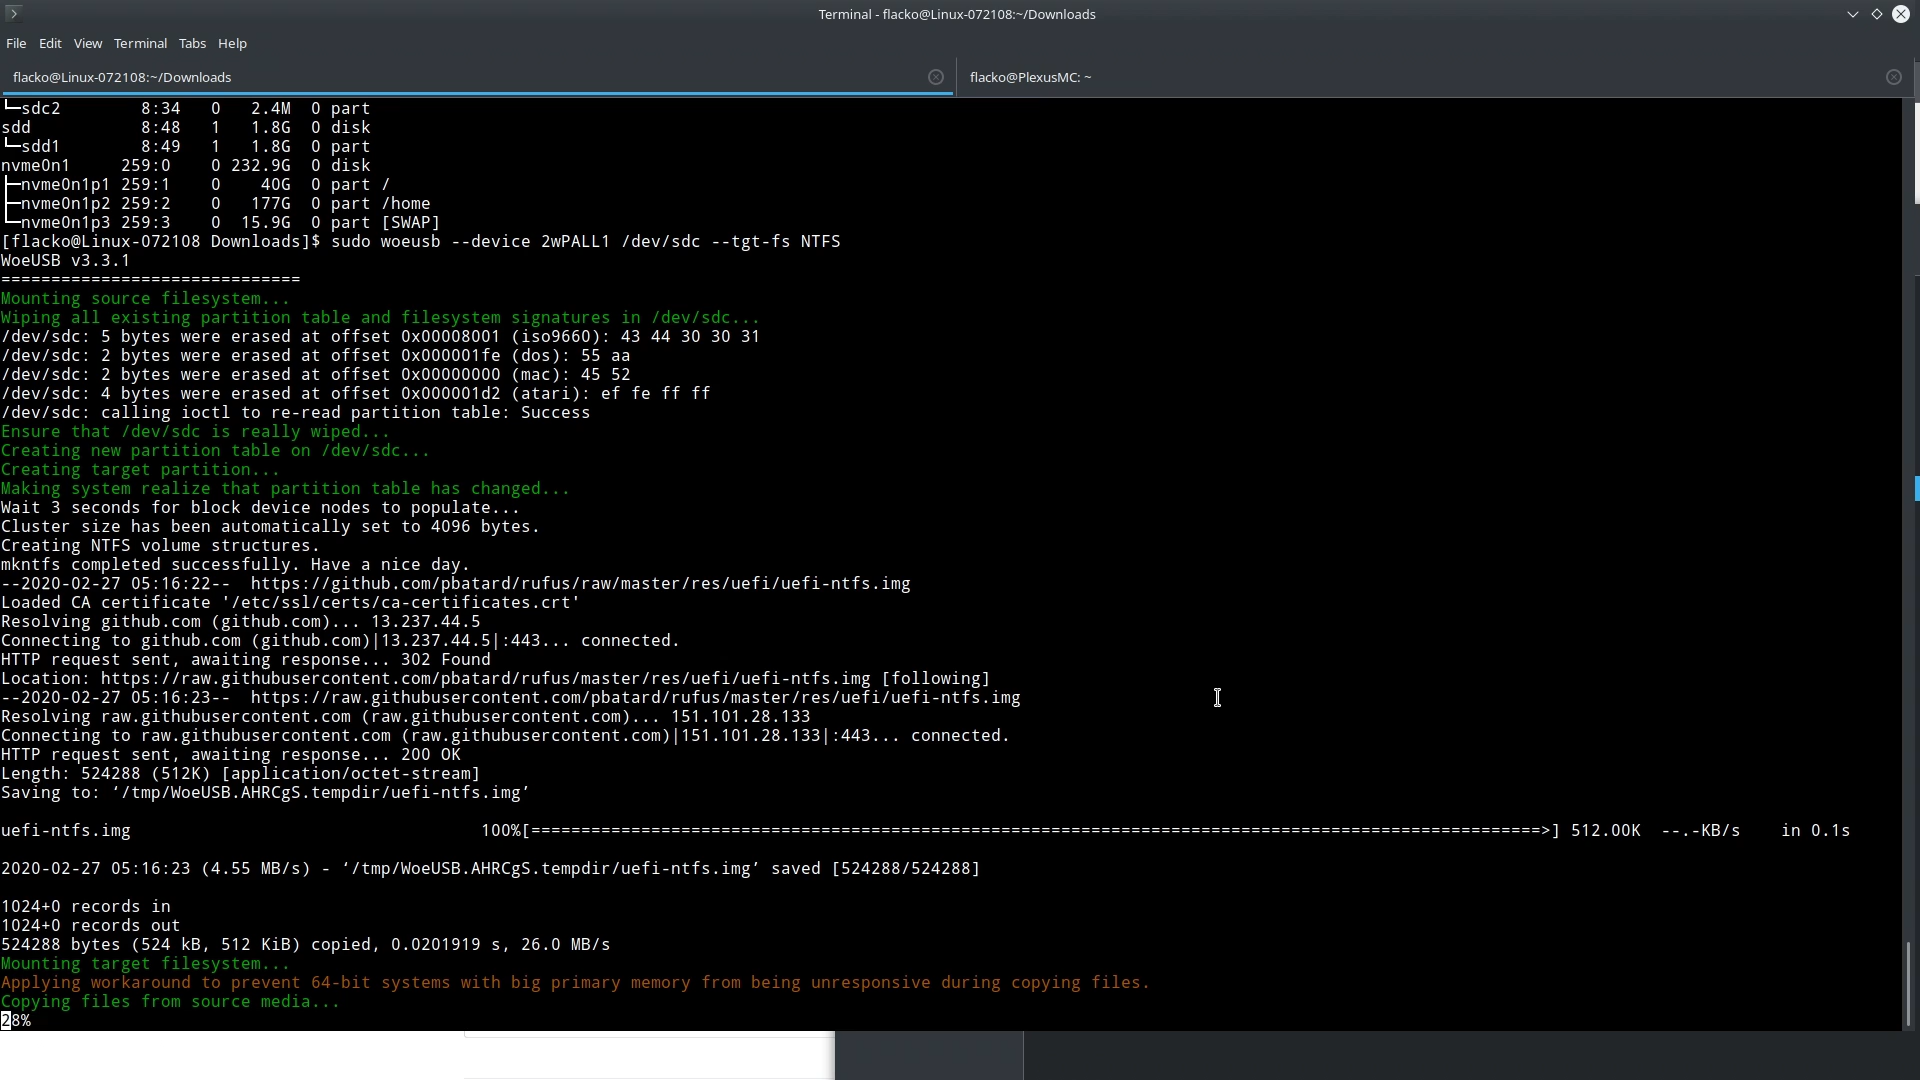 Terminal - flacko@Linux-072108:~/Downloads
File Edit View Terminal Tabs Help
flacko@Linux-072108:~/Downloads
flacko@PlexusMC: ~
└─sdc2        8:34   0   2.4M  0 part
sdd           8:48   1   1.8G  0 disk
└─sdd1        8:49   1   1.8G  0 part
nvme0n1     259:0    0 232.9G  0 disk
├─nvme0n1p1 259:1    0    40G  0 part /
├─nvme0n1p2 259:2    0   177G  0 part /home
└─nvme0n1p3 259:3    0  15.9G  0 part [SWAP]
[flacko@Linux-072108 Downloads]$ sudo woeusb --device 2wPALL1 /dev/sdc --tgt-fs NTFS
WoeUSB v3.3.1
==============================
Mounting source filesystem...
Wiping all existing partition table and filesystem signatures in /dev/sdc...
/dev/sdc: 5 bytes were erased at offset 0x00008001 (iso9660): 43 44 30 30 31
/dev/sdc: 2 bytes were erased at offset 0x000001fe (dos): 55 aa
/dev/sdc: 2 bytes were erased at offset 0x00000000 (mac): 45 52
/dev/sdc: 4 bytes were erased at offset 0x000001d2 (atari): ef fe ff ff
/dev/sdc: calling ioctl to re-read partition table: Success
Ensure that /dev/sdc is really wiped...
Creating new partition table on /dev/sdc...
Creating target partition...
Making system realize that partition table has changed...
Wait 3 seconds for block device nodes to populate...
Cluster size has been automatically set to 4096 bytes.
Creating NTFS volume structures.
mkntfs completed successfully. Have a nice day.
--2020-02-27 05:16:22--  https://github.com/pbatard/rufus/raw/master/res/uefi/uefi-ntfs.img
Loaded CA certificate '/etc/ssl/certs/ca-certificates.crt'
Resolving github.com (github.com)... 13.237.44.5
Connecting to github.com (github.com)|13.237.44.5|:443... connected.
HTTP request sent, awaiting response... 302 Found
Location: https://raw.githubusercontent.com/pbatard/rufus/master/res/uefi/uefi-ntfs.img [following]
--2020-02-27 05:16:23--  https://raw.githubusercontent.com/pbatard/rufus/master/res/uefi/uefi-ntfs.img
Resolving raw.githubusercontent.com (raw.githubusercontent.com)... 151.101.28.133
Connecting to raw.githubusercontent.com (raw.githubusercontent.com)|151.101.28.133|:443... connected.
HTTP request sent, awaiting response... 200 OK
Length: 524288 (512K) [application/octet-stream]
Saving to: ‘/tmp/WoeUSB.AHRCgS.tempdir/uefi-ntfs.img’
uefi-ntfs.img                                   100%[=====================================================================================================>] 512.00K  --.-KB/s    in 0.1s
2020-02-27 05:16:23 (4.55 MB/s) - ‘/tmp/WoeUSB.AHRCgS.tempdir/uefi-ntfs.img’ saved [524288/524288]
1024+0 records in
1024+0 records out
524288 bytes (524 kB, 512 KiB) copied, 0.0201919 s, 26.0 MB/s
Mounting target filesystem...
Applying workaround to prevent 64-bit systems with big primary memory from being unresponsive during copying files.
Copying files from source media...
28%